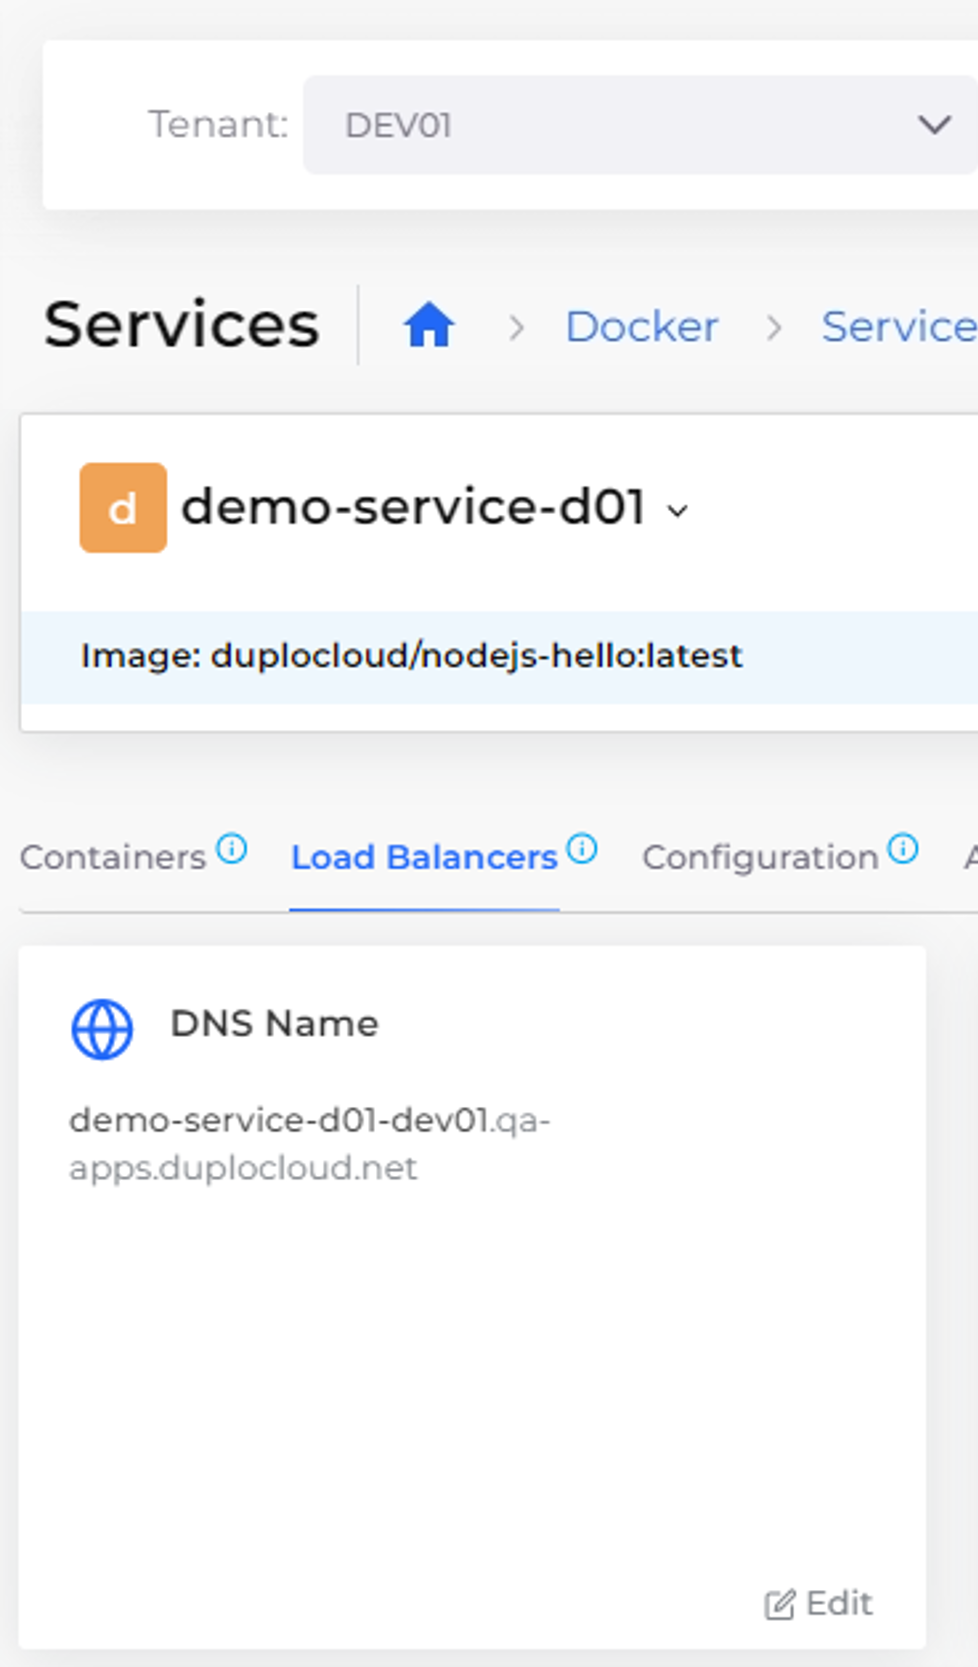 Tenant: DEV01
Services Docker Service
d demo-service-d01
Image: duplocloud/nodejs-hello:latest
Containers Load Balancers Configuration A
DNS Name
demo-service-d01-dev01.qa-
apps.duplocloud.net
Edit